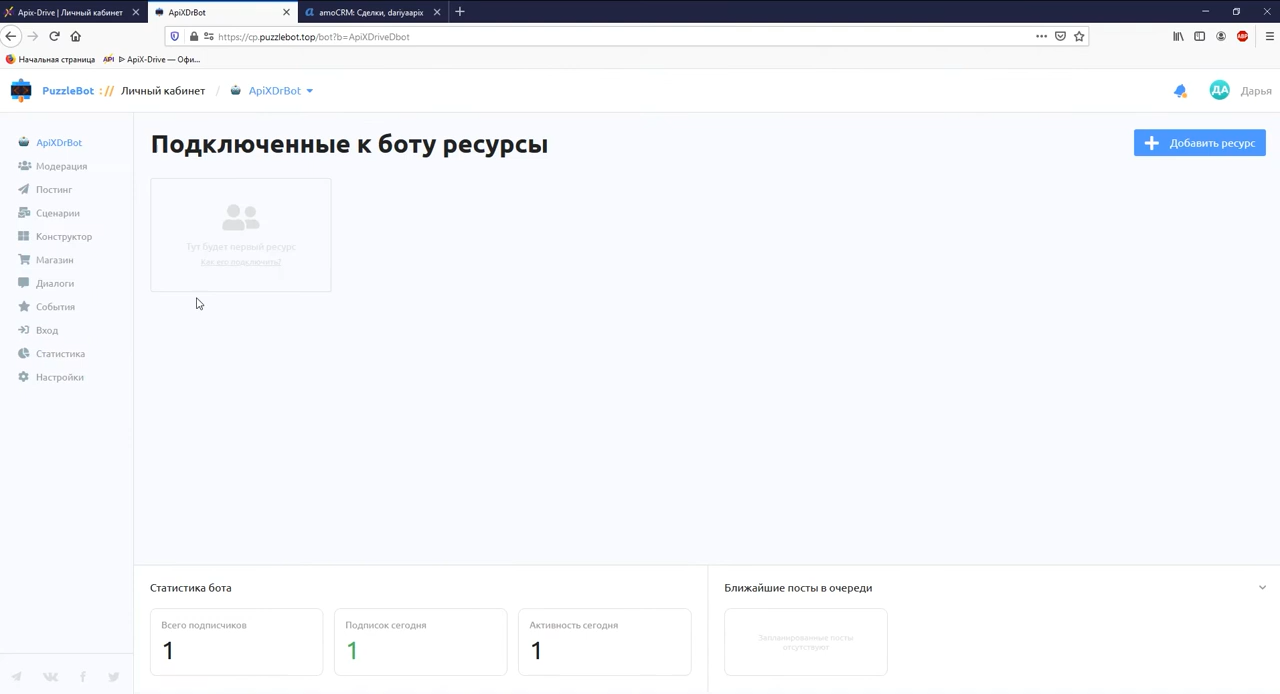 Apix-Drive | Личный кабинет
ApiXDrBot
amoCRM: Сделки, dariyaapix
https://cp.puzzlebot.top/bot?b=ApiXDriveDbot
Начальная страница
ApiX-Drive — Офи...
PuzzleBot :// Личный кабинет / ApiXDrBot
ДА Дарья
ApiXDrBot
Модерация
Постинг
Сценарии
Конструктор
Магазин
Диалоги
События
Вход
Статистика
Настройки
Подключенные к боту ресурсы
Добавить ресурс
Тут будет первый ресурс
Как его подключить?
Статистика бота
Всего подписчиков
1
Подписок сегодня
1
Активность сегодня
1
Ближайшие посты в очереди
Запланированные посты
отсутствуют